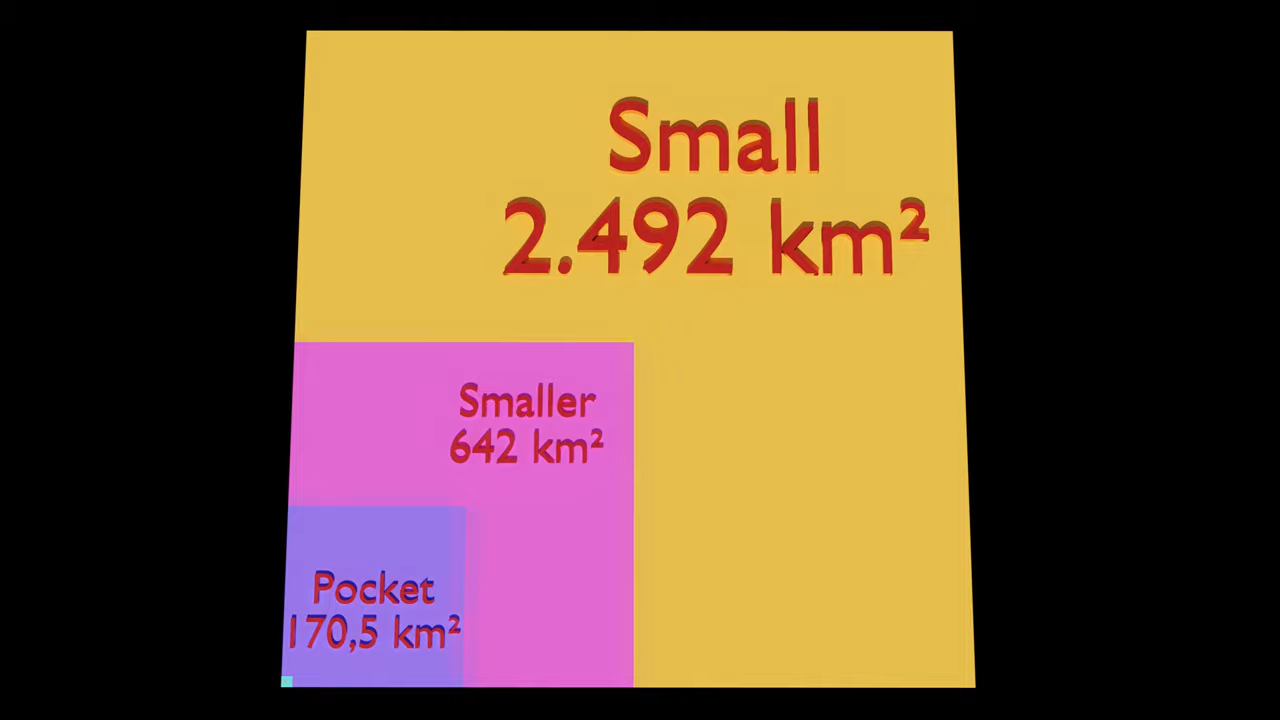 Small
2.492 km²
Smaller
642 km²
Pocket
170,5 km²